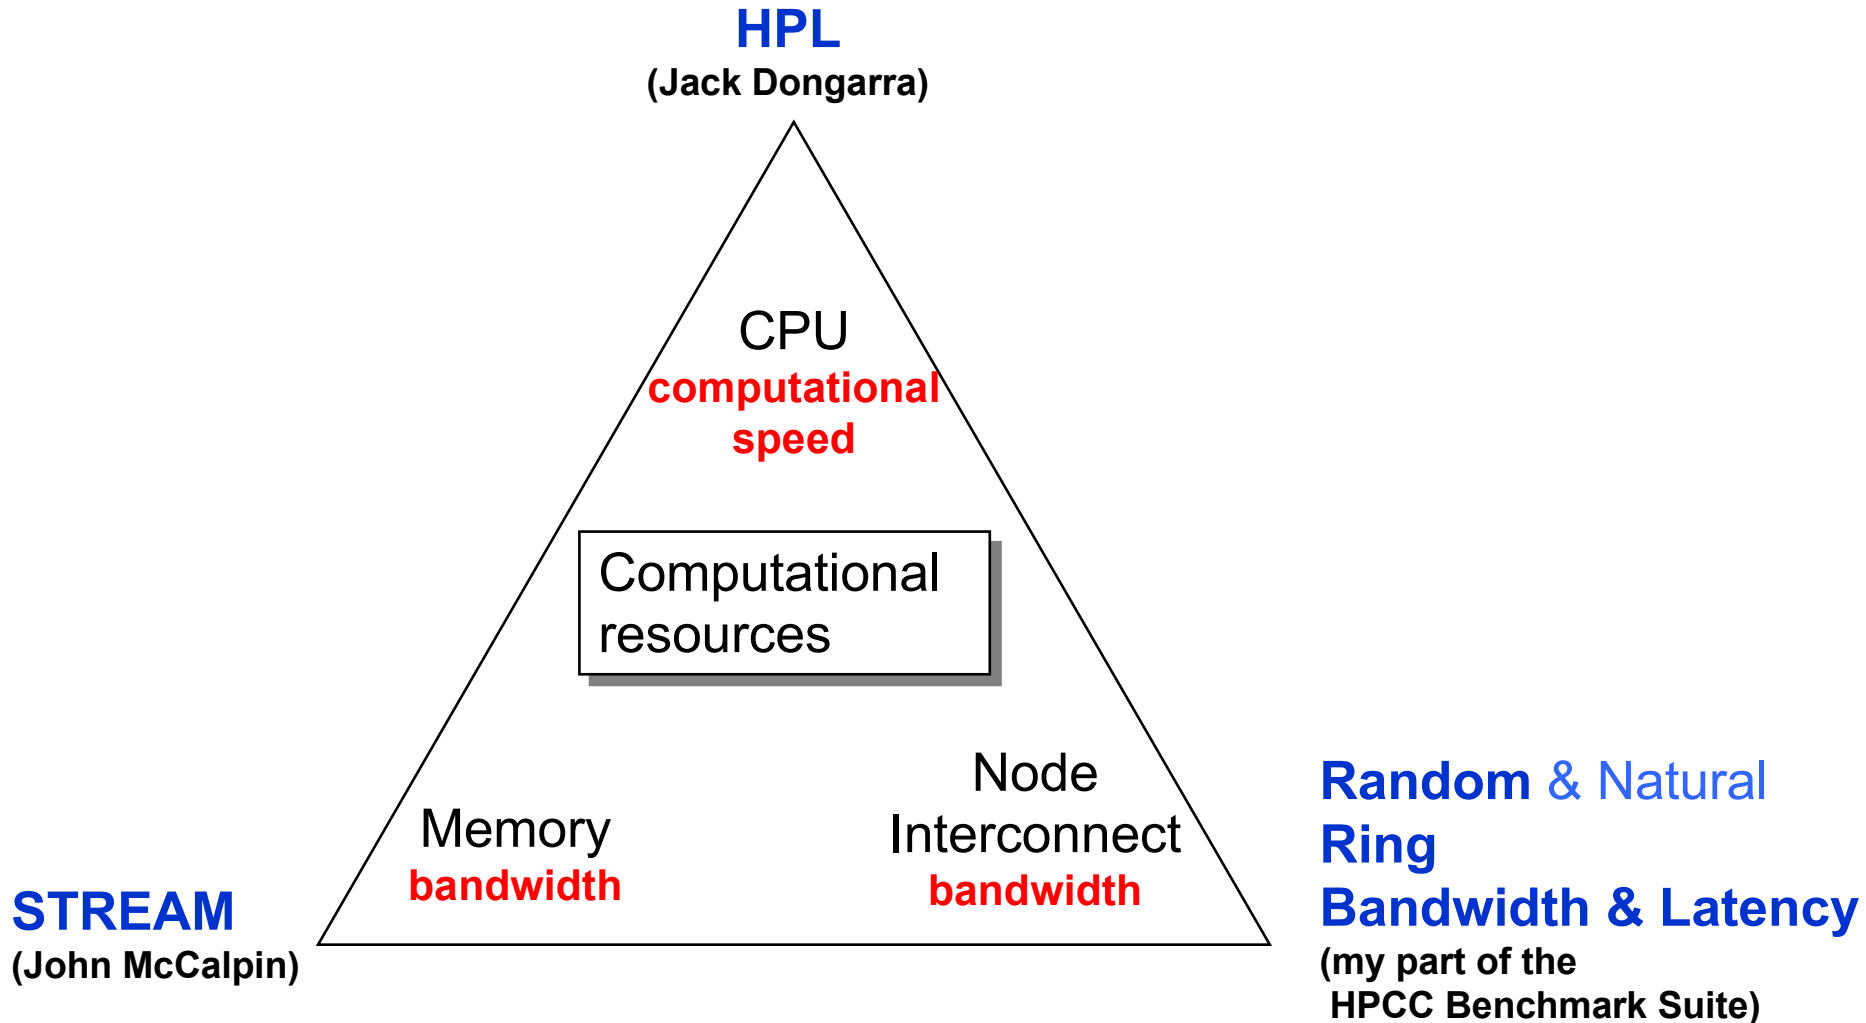 HPL
(Jack Dongarra)
CPU
computational
speed
Computational
resources
Memory
bandwidth
Node
Interconnect
bandwidth
STREAM
(John McCalpin)
Random & Natural
Ring
Bandwidth & Latency
(my part of the
HPCC Benchmark Suite)